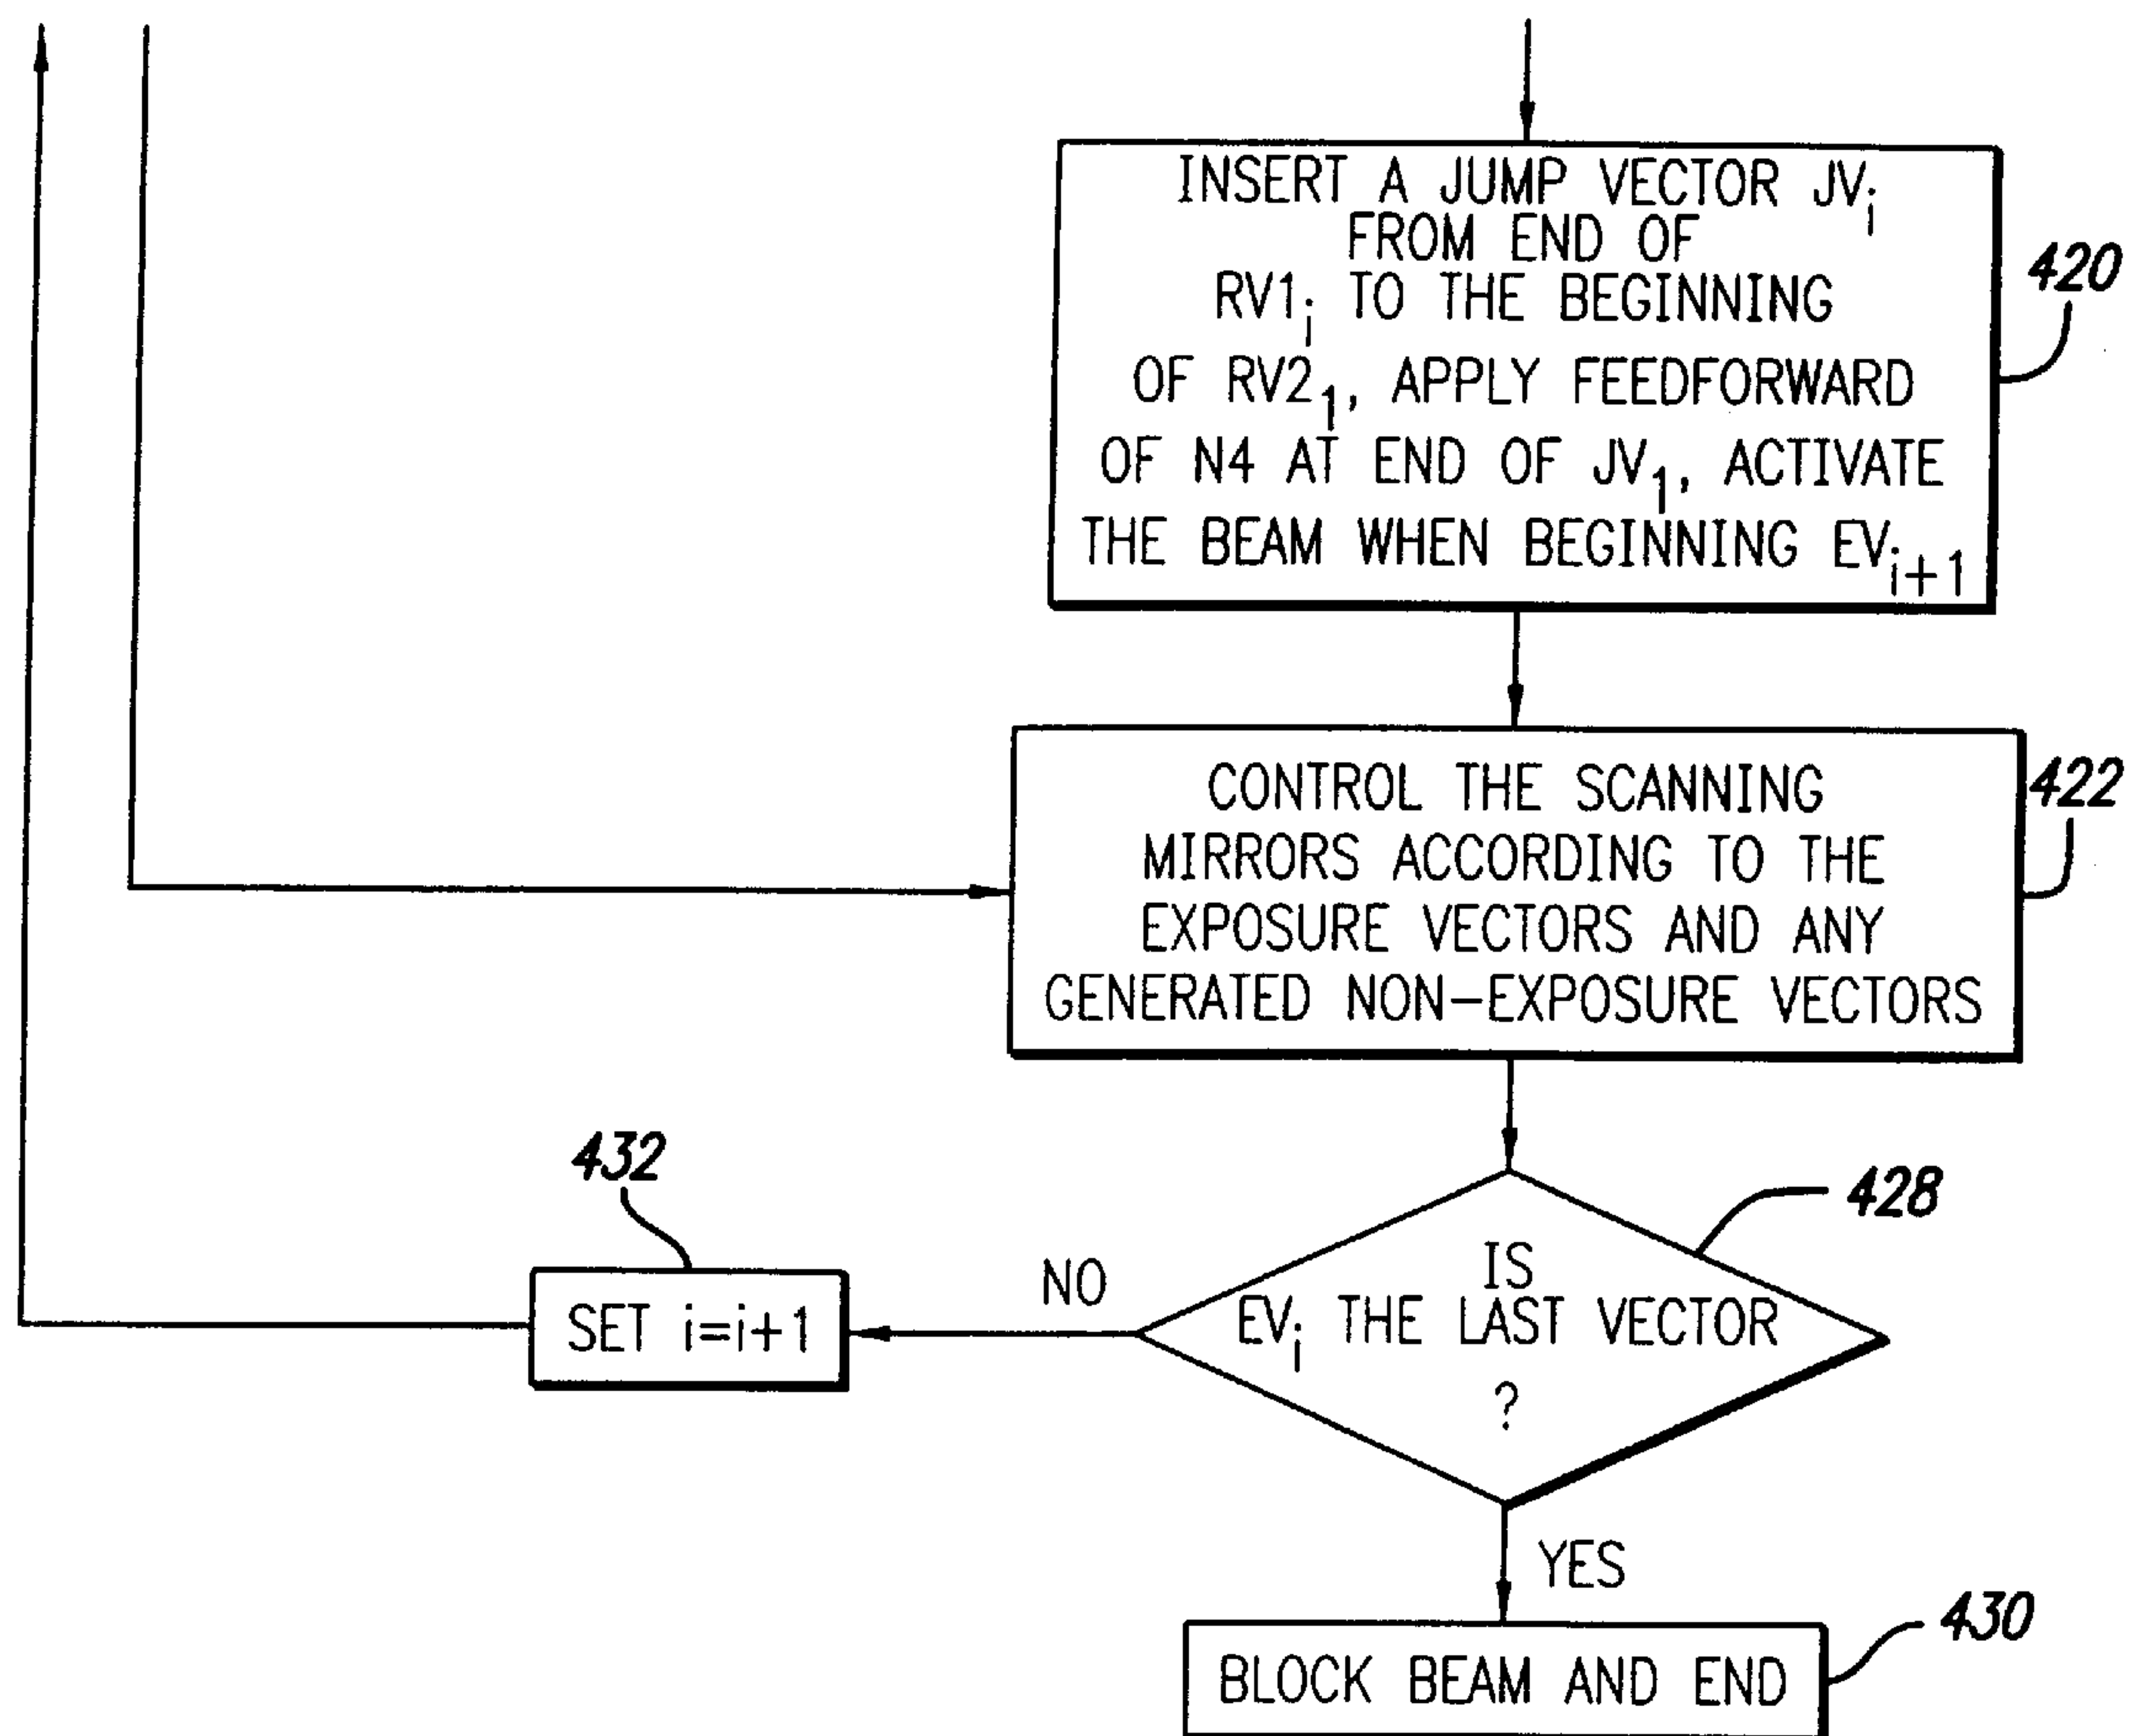 INSERT A JUMP VECTOR JVᵢ
FROM END OF
RV1ᵢ TO THE BEGINNING
OF RV2₁, APPLY FEEDFORWARD
OF N4 AT END OF JV₁, ACTIVATE
THE BEAM WHEN BEGINNING EVᵢ₊₁
420
CONTROL THE SCANNING
MIRRORS ACCORDING TO THE
EXPOSURE VECTORS AND ANY
GENERATED NON-EXPOSURE VECTORS
422
432
SET i=i+1
NO
IS
EVᵢ THE LAST VECTOR
?
428
YES
BLOCK BEAM AND END
430